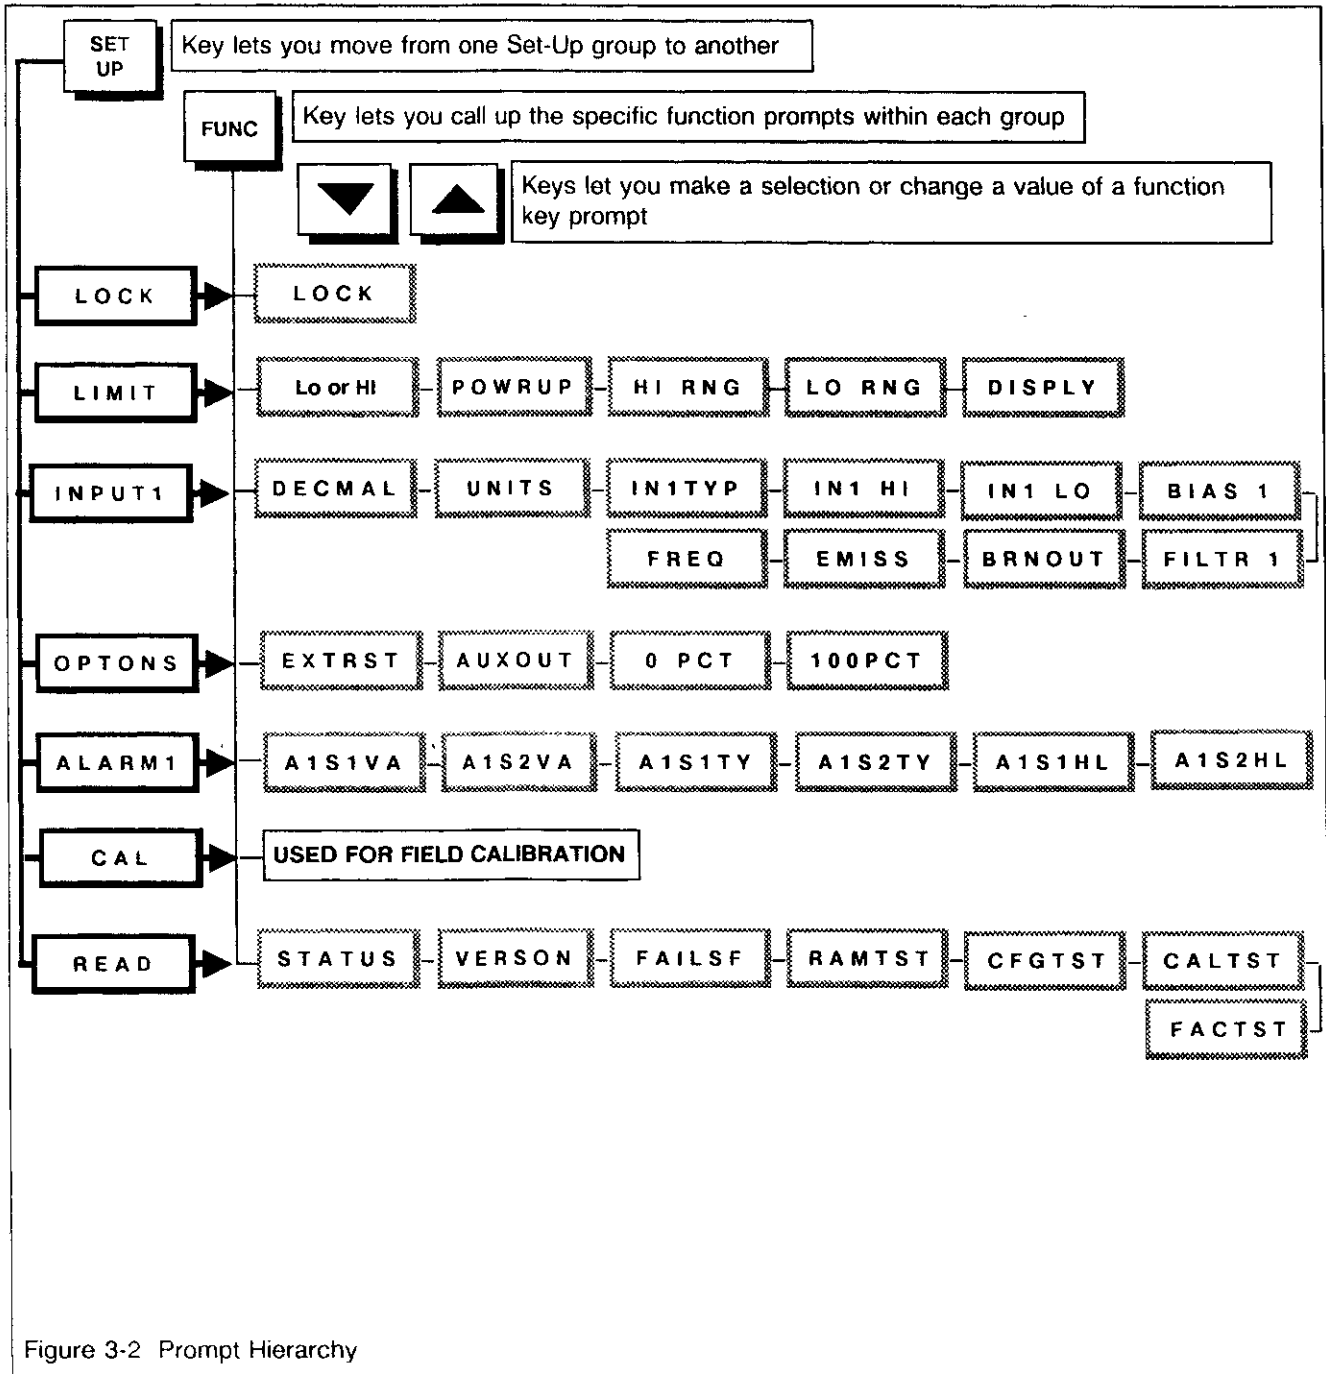 SET
UP
Key lets you move from one Set-Up group to another
FUNC
Key lets you call up the specific function prompts within each group
Keys let you make a selection or change a value of a function
key prompt
LOCK LOCK
LIMIT Lo or HI POWRUP HI RNG LO RNG DISPLY
INPUT1 DECMAL UNITS IN1TYP IN1 HI IN1 LO BIAS 1
FREQ EMISS BRNOUT FILTR 1
OPTONS EXTRST AUXOUT 0 PCT 100PCT
ALARM1 A1S1VA A1S2VA A1S1TY A1S2TY A1S1HL A1S2HL
CAL USED FOR FIELD CALIBRATION
READ STATUS VERSON FAILSF RAMTST CFGTST CALTST
FACTST
Figure 3-2 Prompt Hierarchy